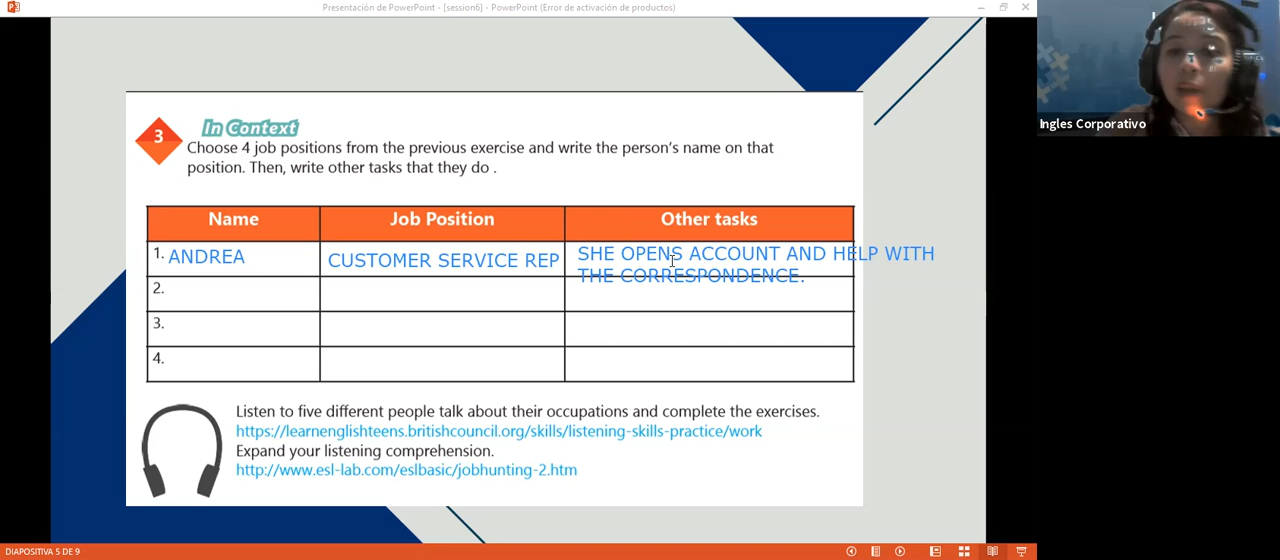 Presentación de PowerPoint - [session6] - PowerPoint (Error de activación de productos)
Ingles Corporativo
3
In Context
Choose 4 job positions from the previous exercise and write the person's name on that
position. Then, write other tasks that they do .
Name Job Position Other tasks
1. ANDREA CUSTOMER SERVICE REP SHE OPENS ACCOUNT AND HELP WITH
THE CORRESPONDENCE.
2.
3.
4.
Listen to five different people talk about their occupations and complete the exercises.
https://learnenglishteens.britishcouncil.org/skills/listening-skills-practice/work
Expand your listening comprehension.
http://www.esl-lab.com/eslbasic/jobhunting-2.htm
DIAPOSITIVA 5 DE 9